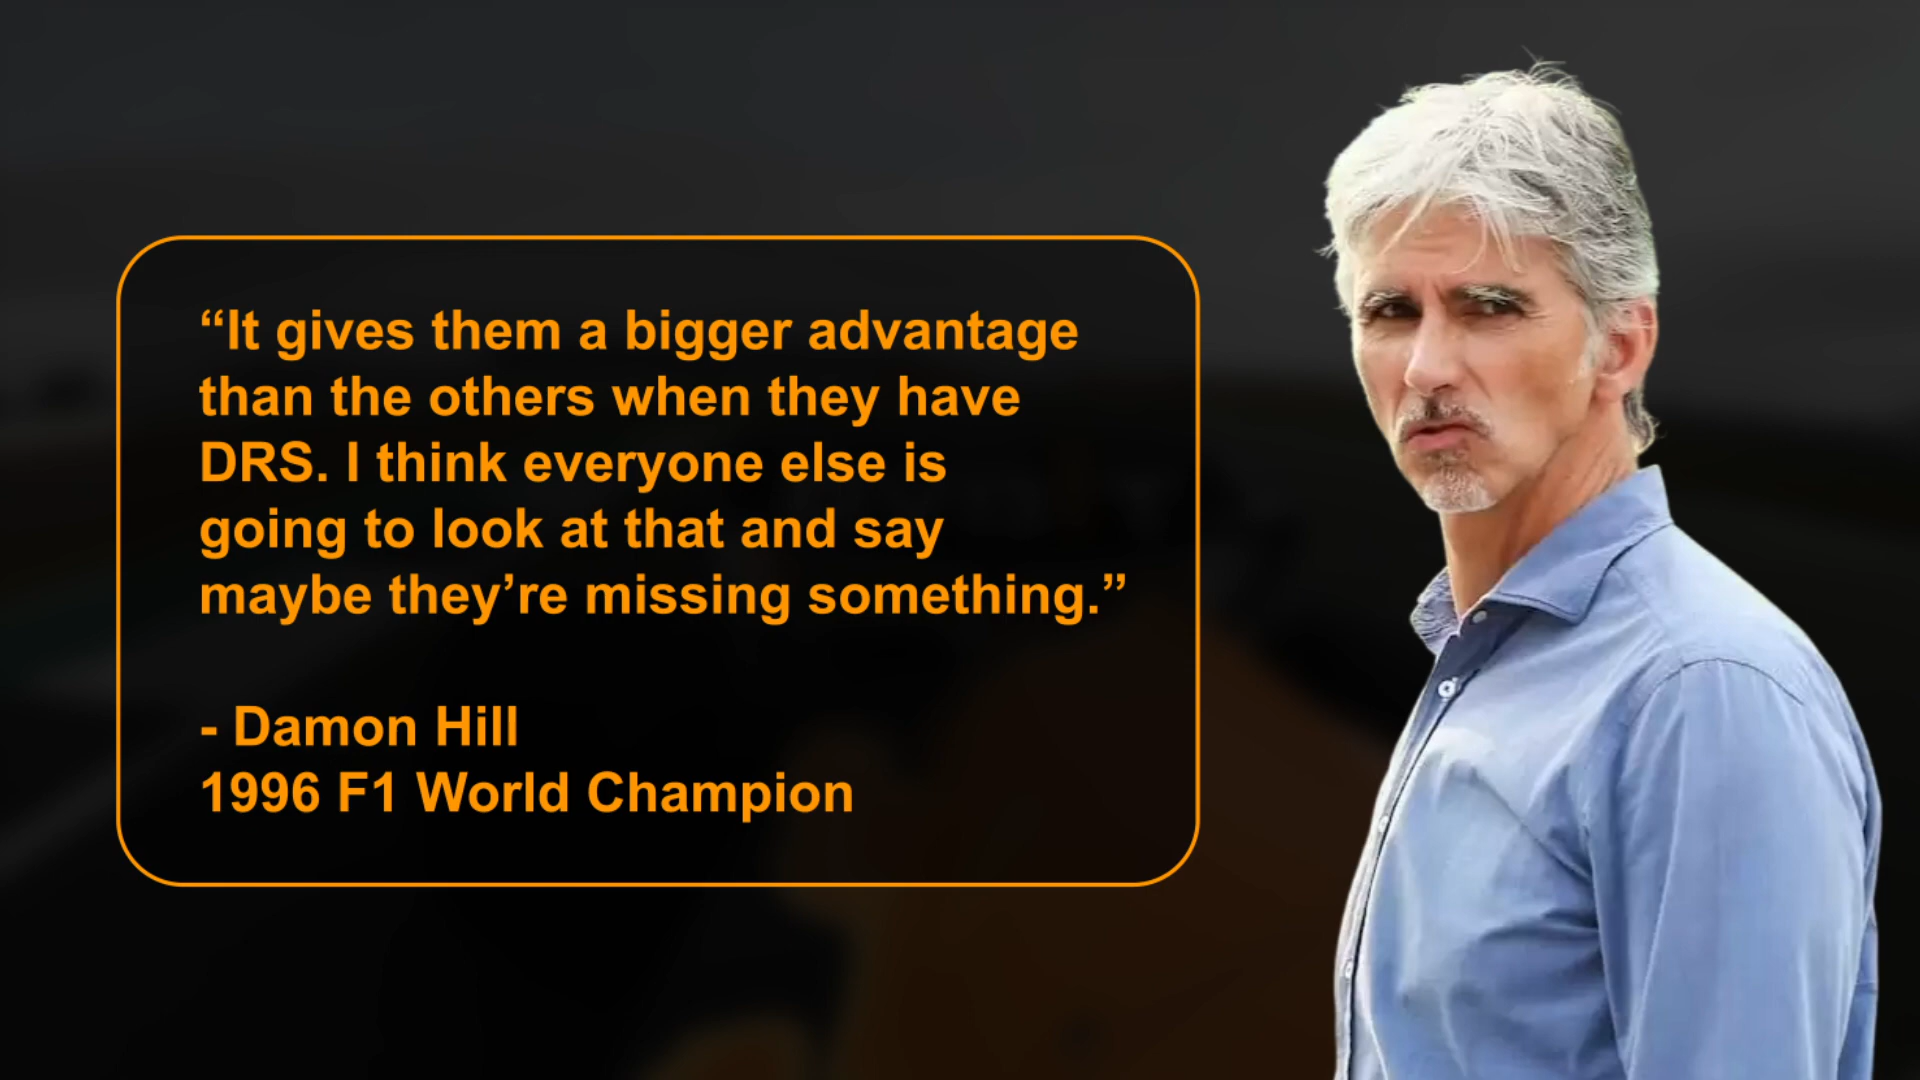 “It gives them a bigger advantage
than the others when they have
DRS. I think everyone else is
going to look at that and say
maybe they’re missing something.”
- Damon Hill
1996 F1 World Champion